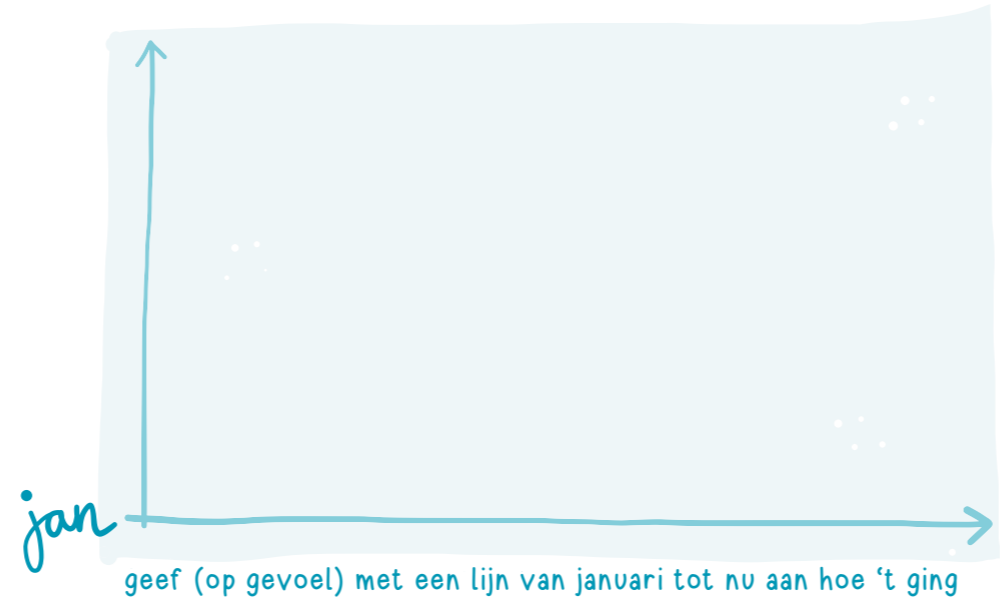 jan
geef (op gevoel) met een lijn van januari tot nu aan hoe ‘t ging